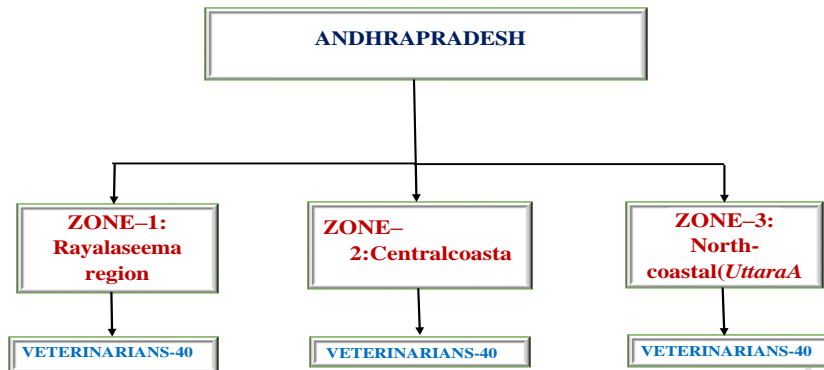 ANDHRAPRADESH
ZONE–1:
Rayalaseema
region
ZONE–
2:Centralcoasta
ZONE–3:
North-
coastal(UttaraA
VETERINARIANS-40
VETERINARIANS-40
VETERINARIANS-40